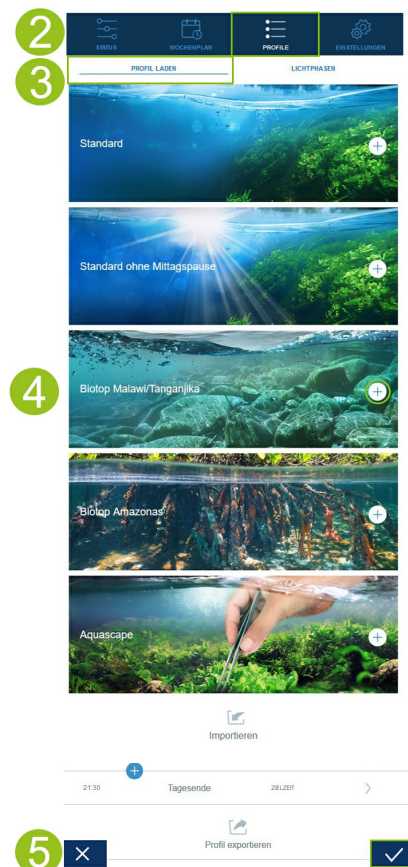 2
STATUS WOCHENPLAN PROFILE EINSTELLUNGEN
3
PROFIL LADEN LICHTPHASEN
Standard
Standard ohne Mittagspause
4
Biotop Malawi/Tanganjika
Biotop Amazonas
Aquascape
Importieren
21:30 Tagesende ZIELZEIT
Profil exportieren
5